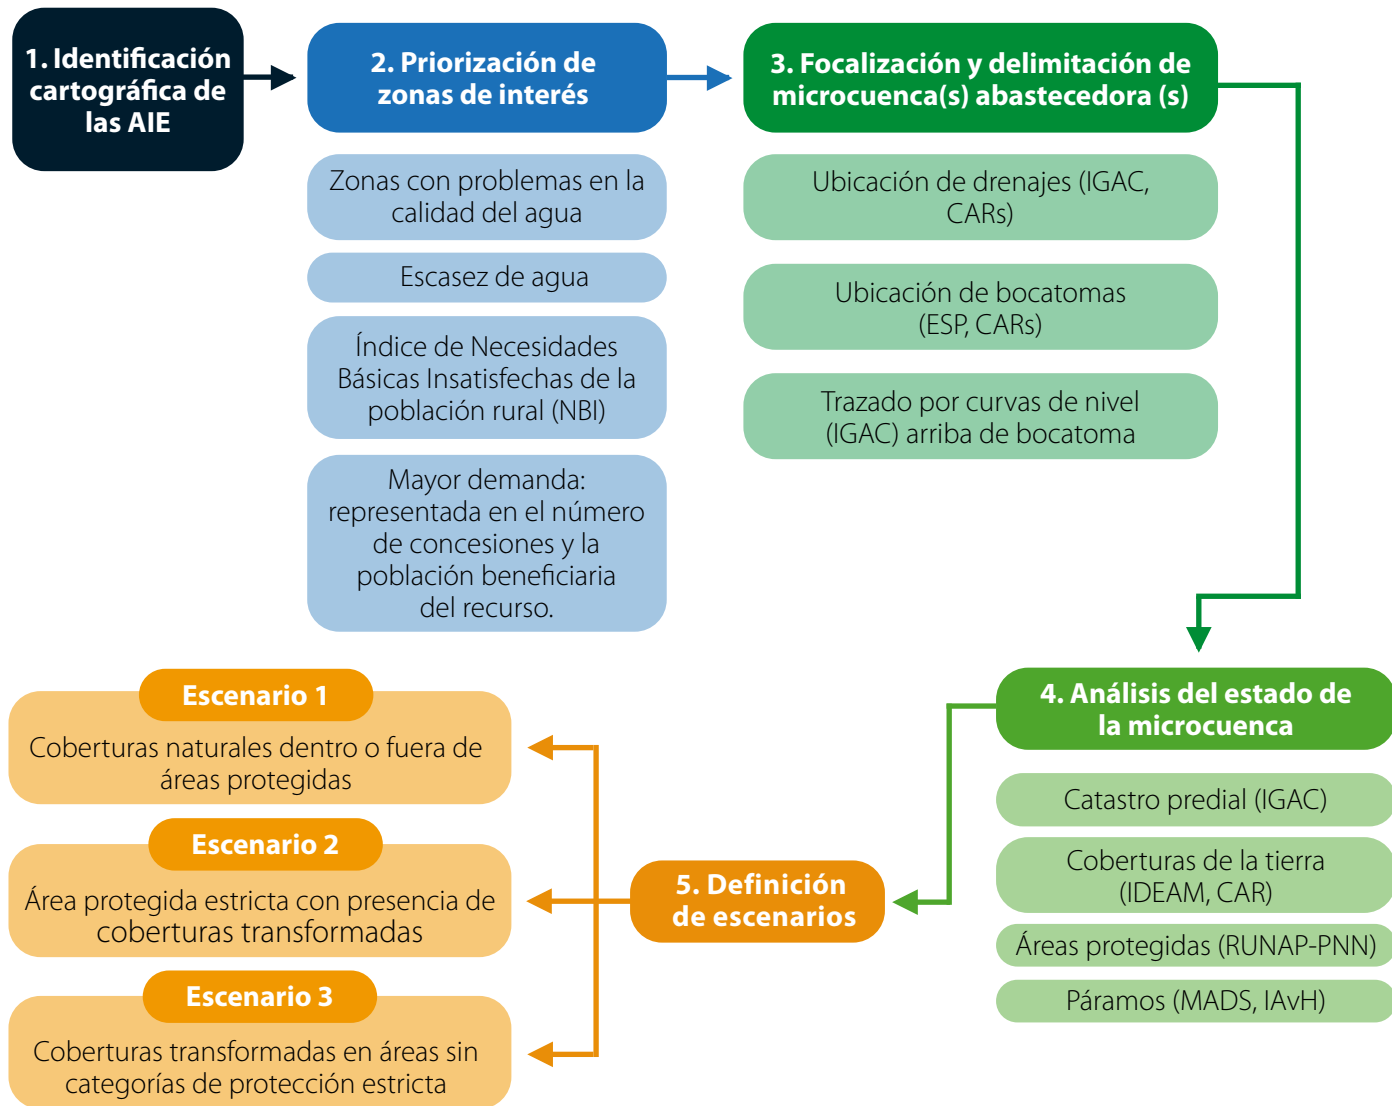 1. Identificación
cartográfica de
las AIE
2. Priorización de
zonas de interés
Zonas con problemas en la
calidad del agua
Escasez de agua
Índice de Necesidades
Básicas Insatisfechas de la
población rural (NBI)
Mayor demanda:
representada en el número
de concesiones y la
población beneficiaria
del recurso.
3. Focalización y delimitación de
microcuenca(s) abastecedora (s)
Ubicación de drenajes (IGAC,
CARs)
Ubicación de bocatomas
(ESP, CARs)
Trazado por curvas de nivel
(IGAC) arriba de bocatoma
4. Análisis del estado de
la microcuenca
Catastro predial (IGAC)
Coberturas de la tierra
(IDEAM, CAR)
Áreas protegidas (RUNAP-PNN)
Páramos (MADS, IAvH)
5. Definición
de escenarios
Escenario 1
Coberturas naturales dentro o fuera de
áreas protegidas
Escenario 2
Área protegida estricta con presencia de
coberturas transformadas
Escenario 3
Coberturas transformadas en áreas sin
categorías de protección estricta